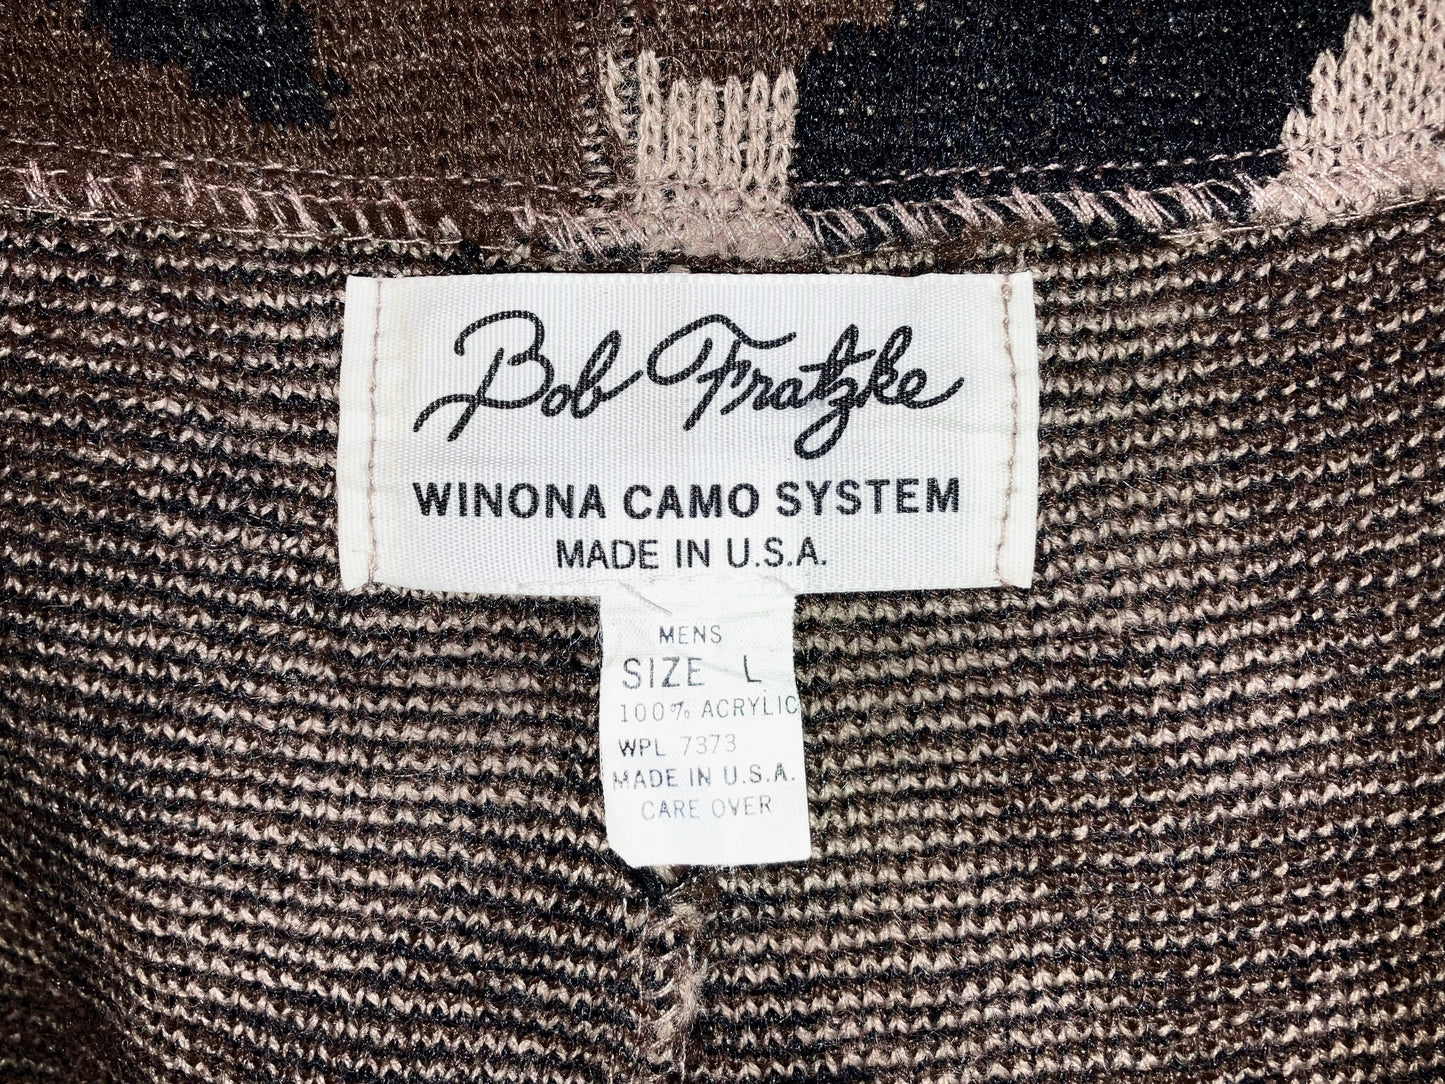 Bob Fratzke
WINONA CAMO SYSTEM
MADE IN U.S.A.
MENS
SIZE L
100% ACRYLIC
WPL 7373
MADE IN U.S.A.
CARE OVER